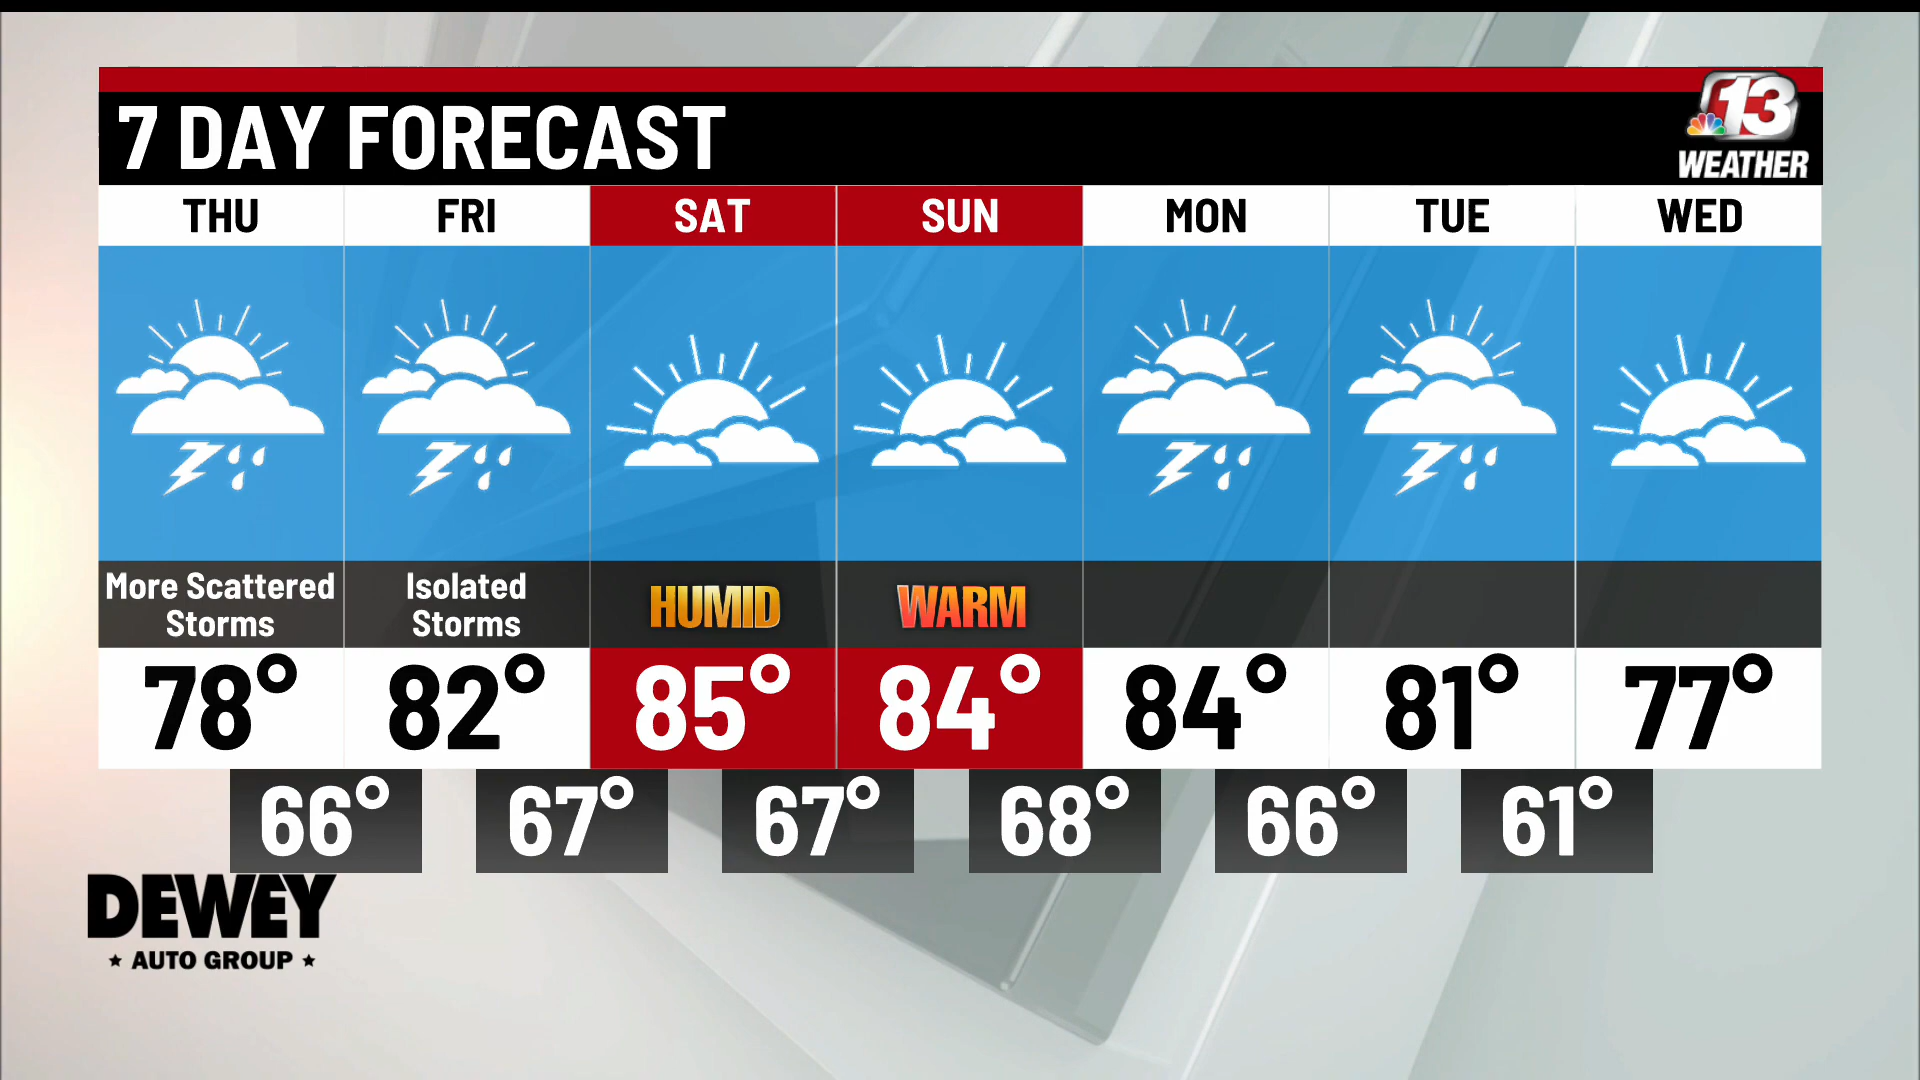 7 DAY FORECAST
13
WEATHER
THU FRI SAT SUN MON TUE WED
More Scattered
Storms
Isolated
Storms
HUMID
WARM
78° 82° 85° 84° 84° 81° 77°
66° 67° 67° 68° 66° 61°
DEWEY
★ AUTO GROUP ★